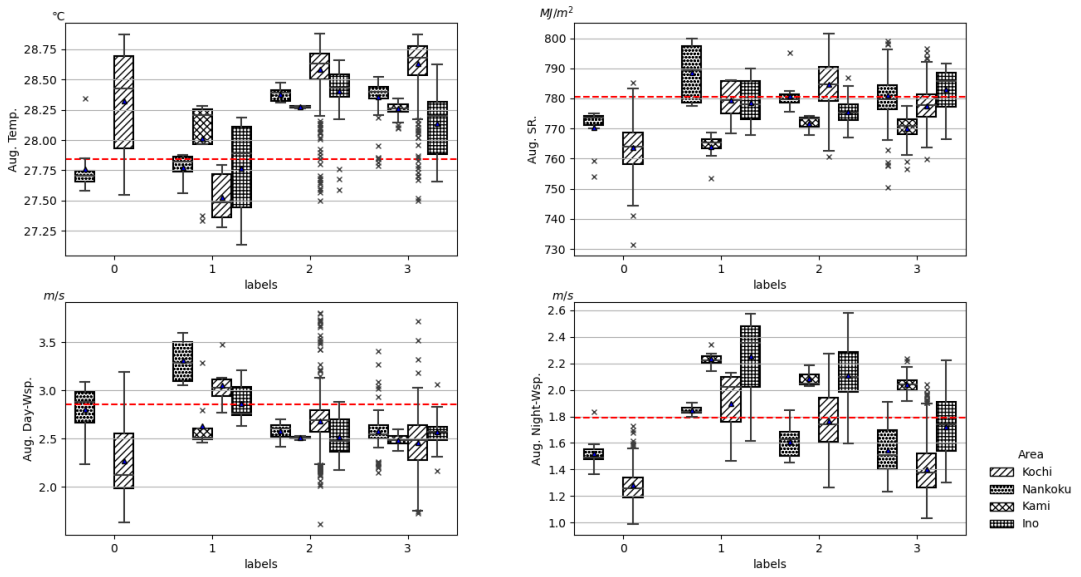 °C
Aug. Temp.
28.75
28.50
28.25
28.00
27.75
27.50
27.25
0 1 2 3
labels
MJ/m²
Aug. SR.
800
790
780
770
760
750
740
730
0 1 2 3
labels
m/s
Aug. Day-Wsp.
3.5
3.0
2.5
2.0
0 1 2 3
labels
m/s
Aug. Night-Wsp.
2.6
2.4
2.2
2.0
1.8
1.6
1.4
1.2
1.0
0 1 2 3
labels
Area
Kochi
Nankoku
Kami
Ino